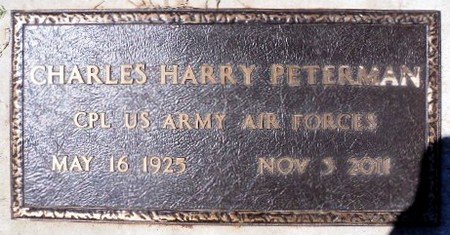 CHARLES HARRY PETERMAN
CPL US ARMY AIR FORCES
MAY 16 1925 NOV 3 2011